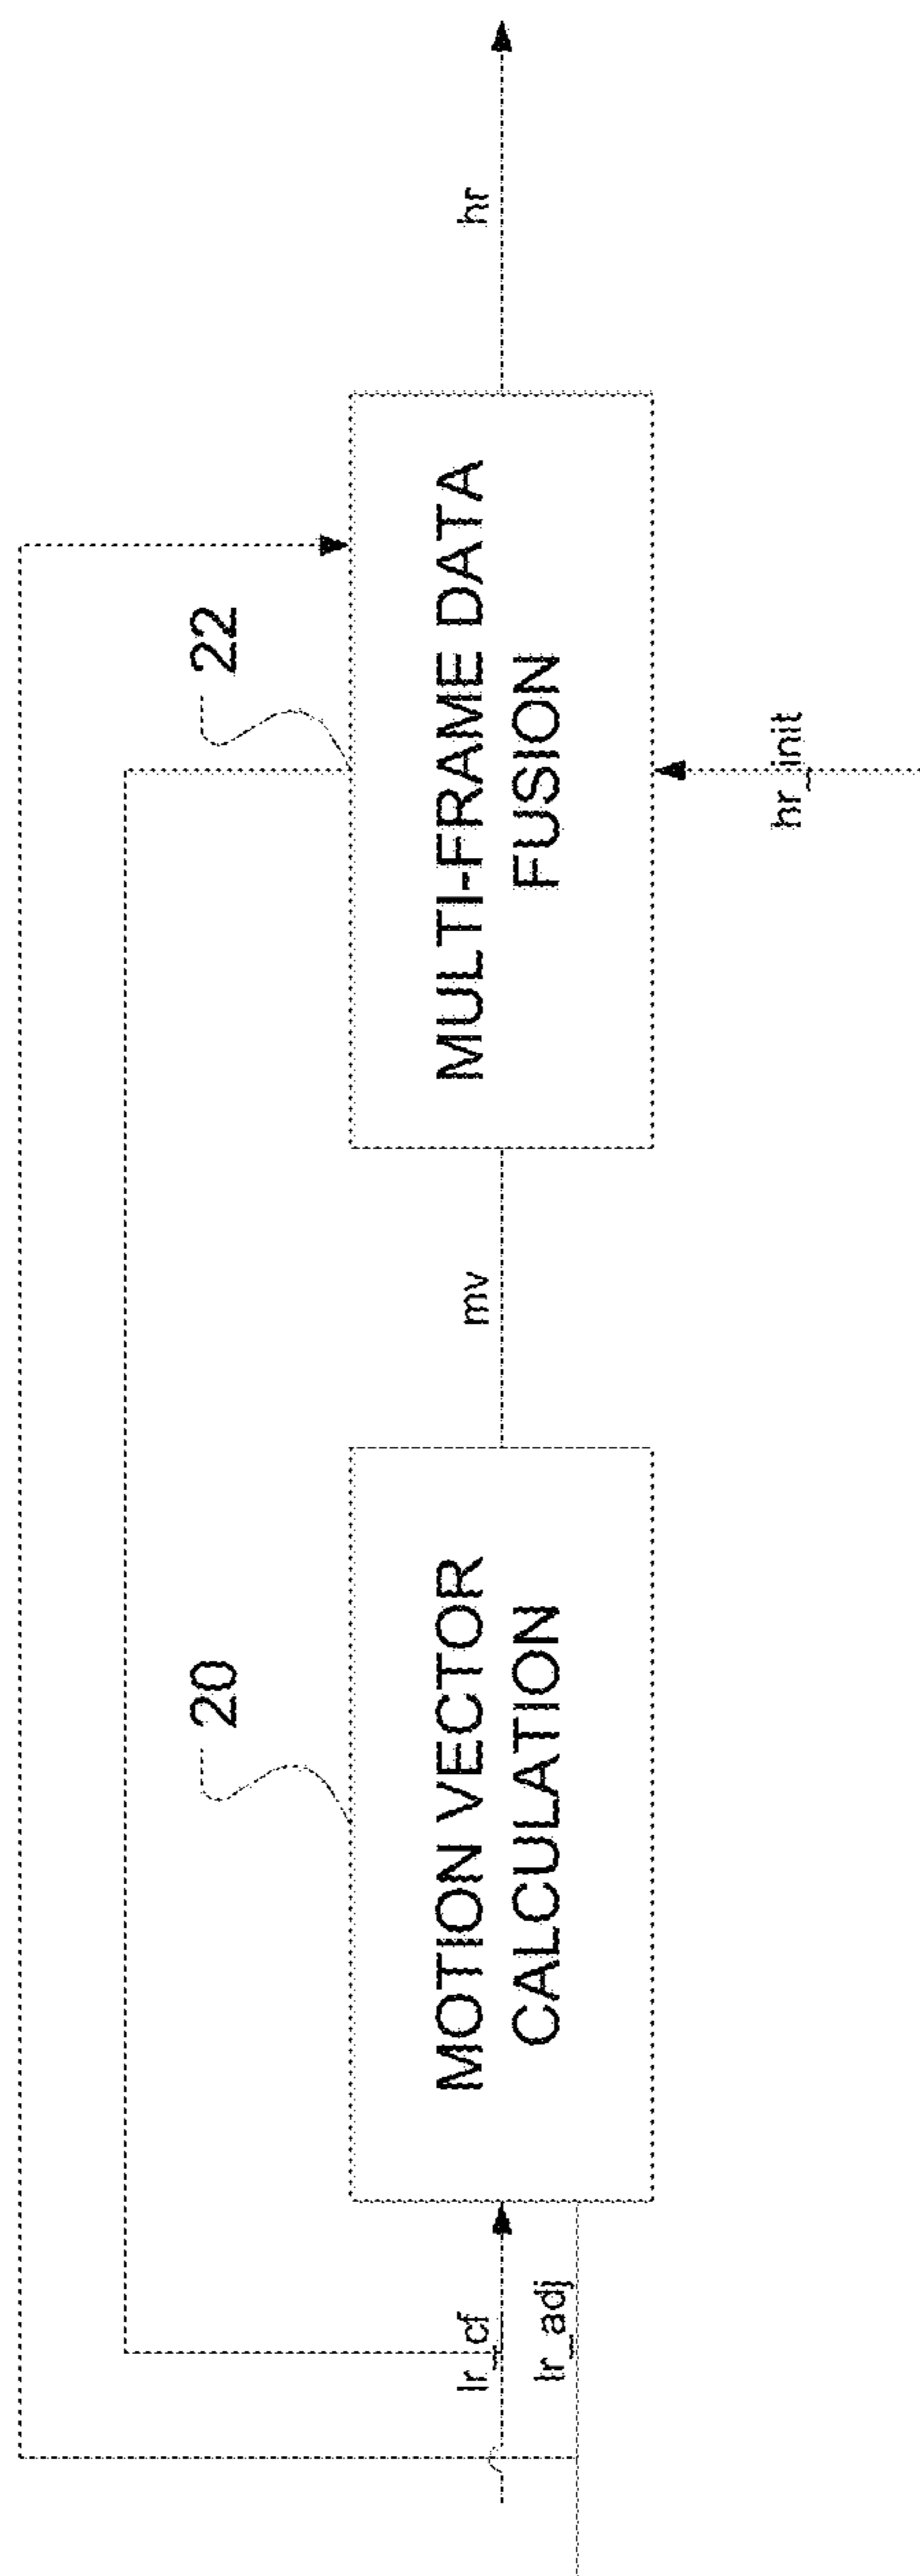 22
20
lr_cf
lr_adj
MOTION VECTOR
CALCULATION
mv
MULTI-FRAME DATA
FUSION
hr_init
hr